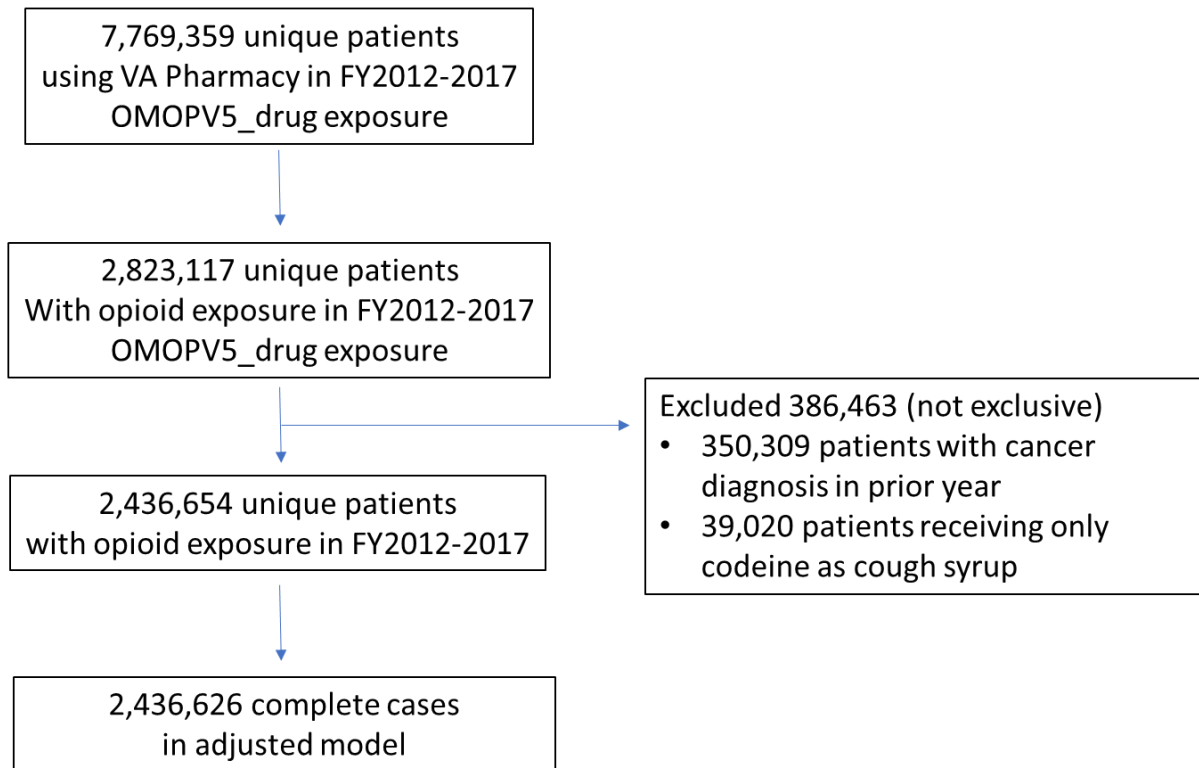 7,769,359 unique patients
using VA Pharmacy in FY2012-2017
OMOPV5_drug exposure
2,823,117 unique patients
With opioid exposure in FY2012-2017
OMOPV5_drug exposure
Excluded 386,463 (not exclusive)
• 350,309 patients with cancer
diagnosis in prior year
• 39,020 patients receiving only
codeine as cough syrup
2,436,654 unique patients
with opioid exposure in FY2012-2017
2,436,626 complete cases
in adjusted model